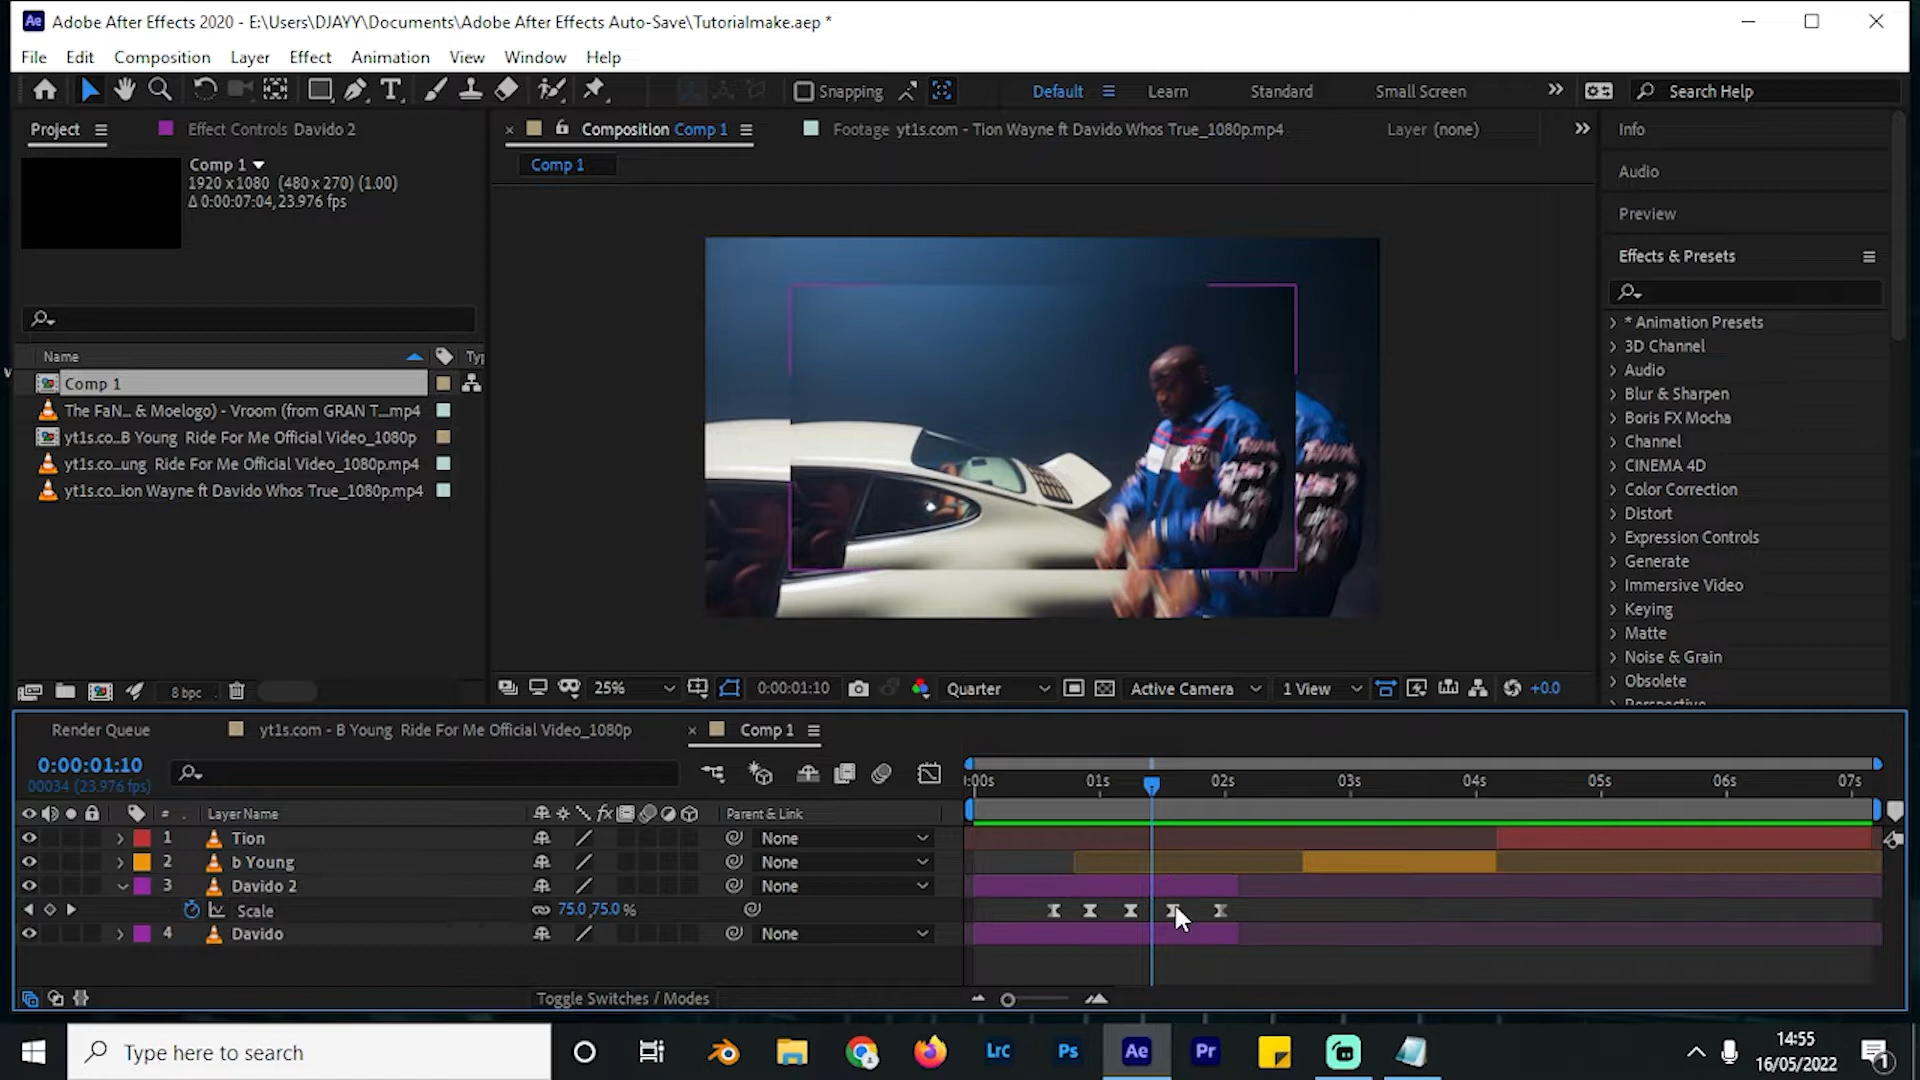 Ae Adobe After Effects 2020 - E:\Users\DJAYY\Documents\Adobe After Effects Auto-Save\Tutorialmake.aep *
File Edit Composition Layer Effect Animation View Window Help
Snapping Default Learn Standard Small Screen Search Help
Project Effect Controls Davido 2 Composition Comp 1 Footage yt1s.com - Tion Wayne ft Davido Whos True_1080p.mp4 Layer (none) Info
Comp 1
1920 x 1080 (480 x 270) (1.00)
Δ 0:00:07:04, 23.976 fps
Comp 1
Audio
Preview
Effects & Presets
Name
Comp 1
The FaN... & Moelogo) - Vroom (from GRAN T....mp4
yt1s.co...B Young Ride For Me Official Video_1080p
yt1s.co...ung Ride For Me Official Video_1080p.mp4
yt1s.co...ion Wayne ft Davido Whos True_1080p.mp4
* Animation Presets
3D Channel
Audio
Blur & Sharpen
Boris FX Mocha
Channel
CINEMA 4D
Color Correction
Distort
Expression Controls
Generate
Immersive Video
Keying
Matte
Noise & Grain
Obsolete
Perspective
8 bpc 25% 0:00:01:10 Quarter Active Camera 1 View +0.0
Render Queue yt1s.com - B Young Ride For Me Official Video_1080p Comp 1
0:00:01:10
00034 (23.976 fps)
:00s 01s 02s 03s 04s 05s 06s 07s
# Layer Name fx Parent & Link
1 Tion None
2 b Young None
3 Davido 2 None
Scale 75.0,75.0 %
4 Davido None
Toggle Switches / Modes
Type here to search LrC Ps Ae Pr 14:55
16/05/2022
1